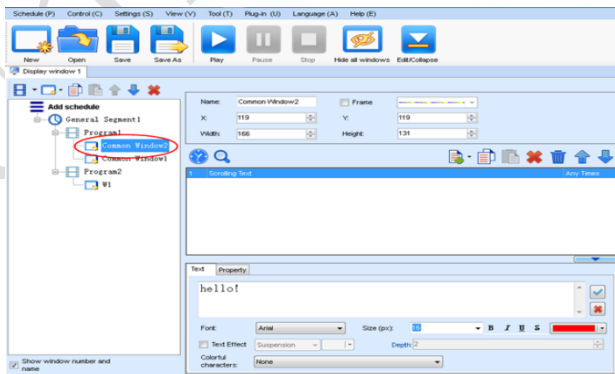 Schedule (P) Control (C) Settings (S) View (V) Tool (T) Plug-in (U) Language (A) Help (E)
New Open Save Save As Play Pause Stop Hide all windows Edit/Collapse
Display window 1
Add schedule
General Segment1
Program1
Common Window2
Common Window1
Program2
W1
Show window number and
name
Name: Common Window2 Frame
X: 119 Y: 119
Width: 166 Height: 131
1 Scrolling Text Any Times
Text Property
hello!
Font: Arial Size (px): 16 B I U S
Text Effect Suspension Depth: 2
Colorful
characters: None